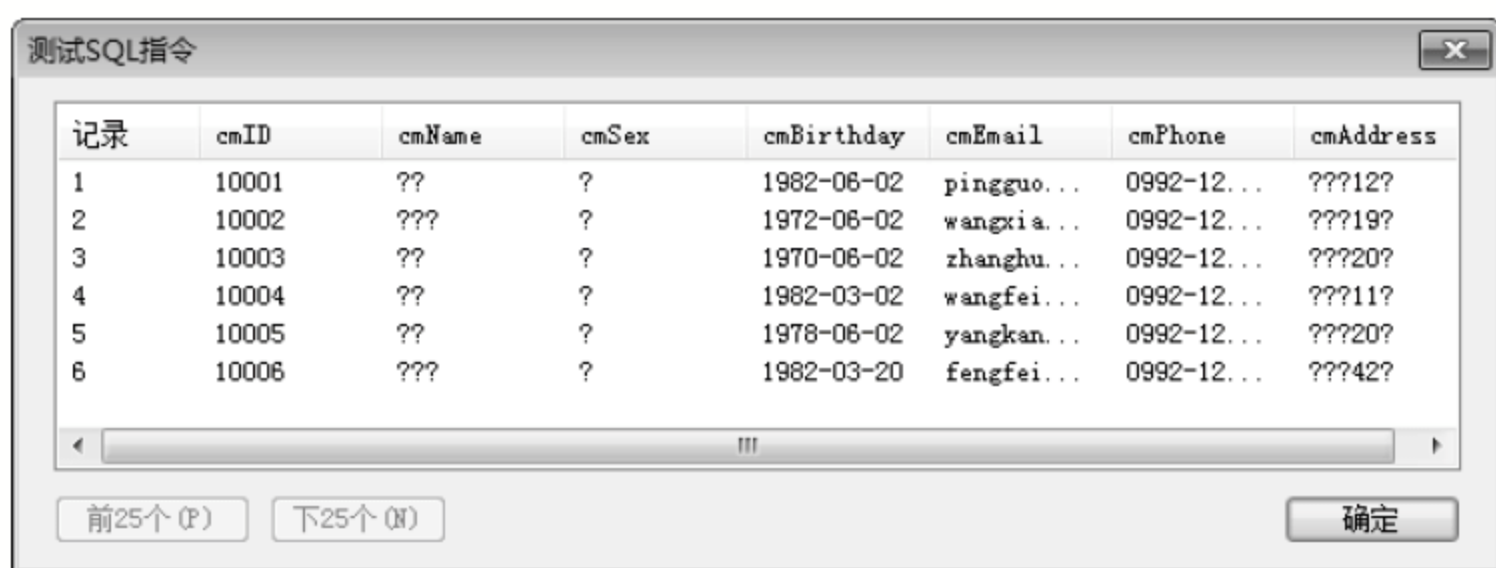 测试SQL指令
记录 cmID cmName cmSex cmBirthday cmEmail cmPhone cmAddress
1 10001 ?? ? 1982-06-02 pingguo... 0992-12... ???12?
2 10002 ??? ? 1972-06-02 wangxia... 0992-12... ???19?
3 10003 ?? ? 1970-06-02 zhanghu... 0992-12... ???20?
4 10004 ?? ? 1982-03-02 wangfei... 0992-12... ???11?
5 10005 ?? ? 1978-06-02 yangkan... 0992-12... ???20?
6 10006 ??? ? 1982-03-20 fengfei... 0992-12... ???42?
前25个(P) 下25个(N) 确定